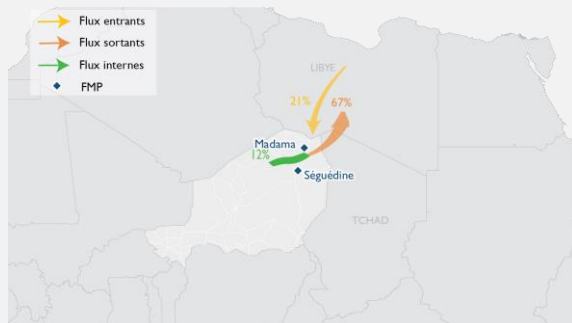 Flux entrants
Flux sortants
Flux internes
FMP
LIBYE
21%
67%
Madama
12%
Séguédine
TCHAD